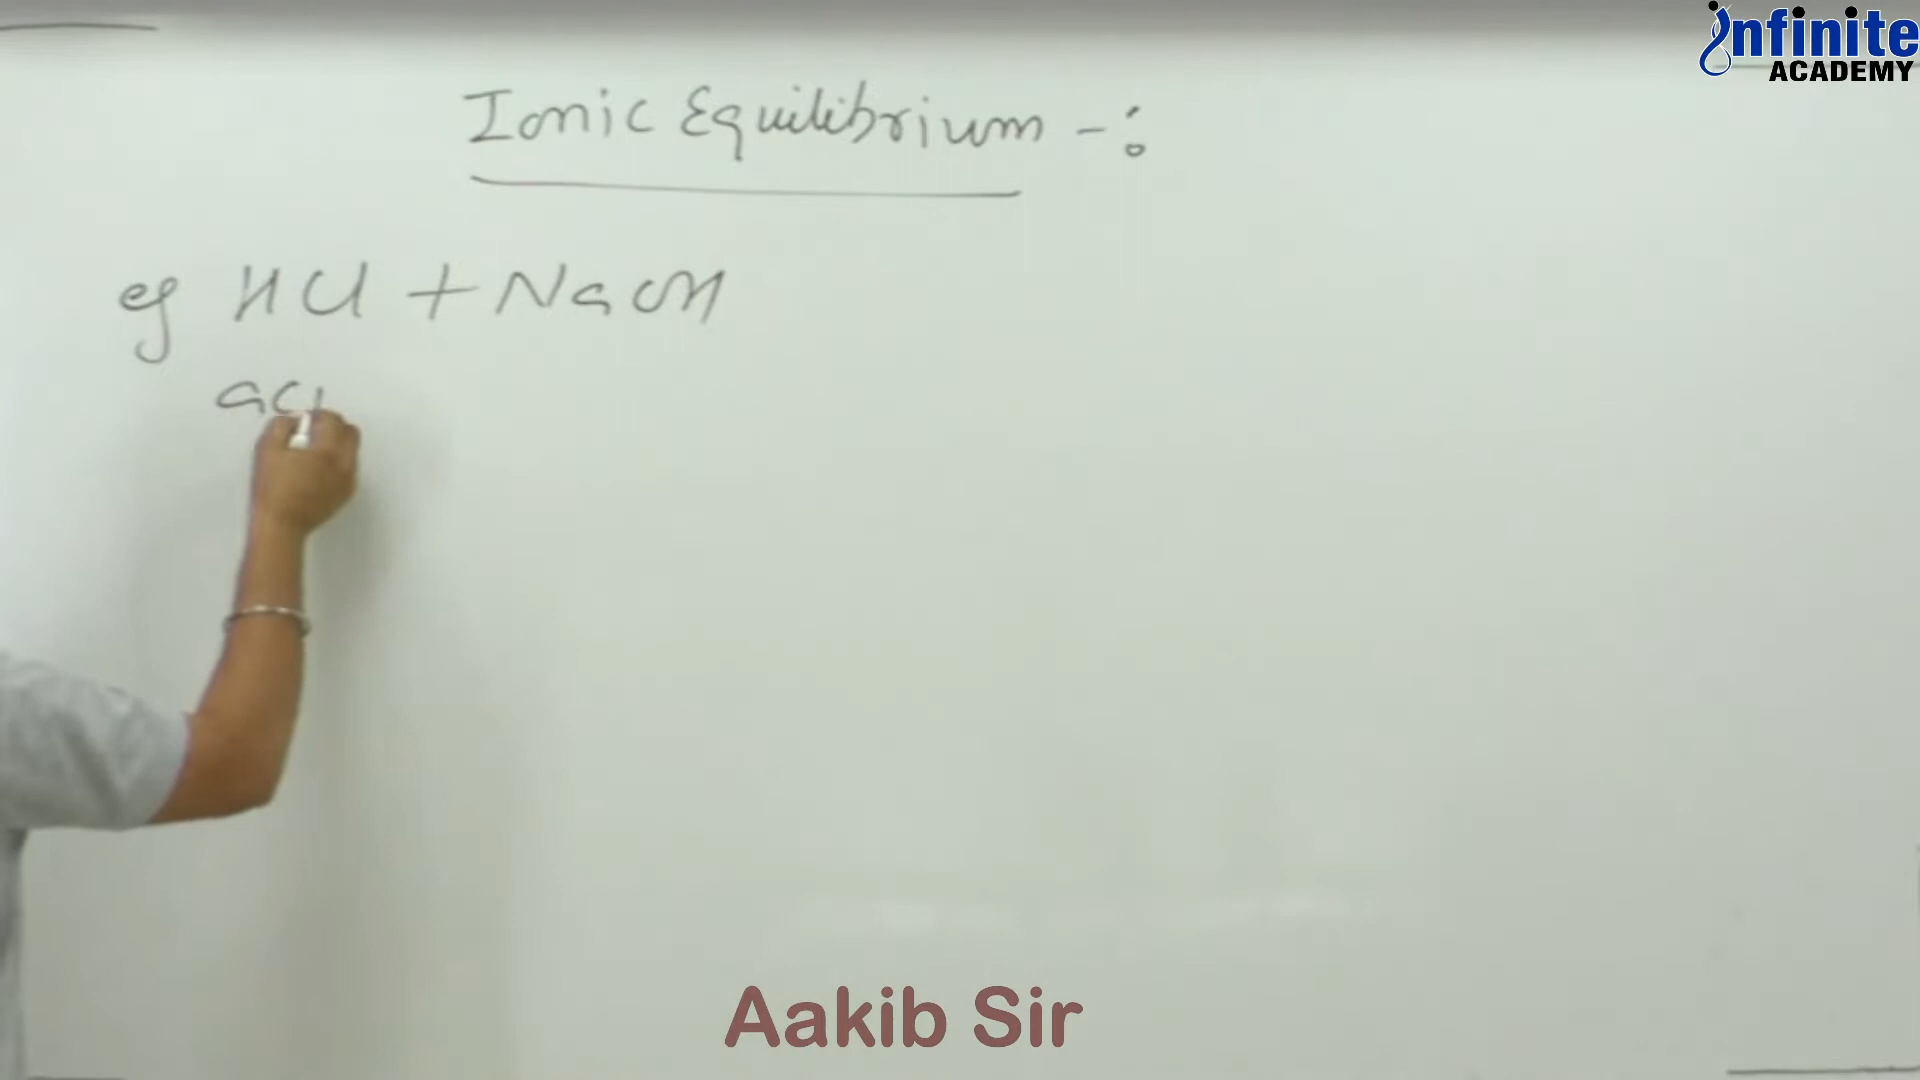 infinite
ACADEMY
Ionic Equilibrium -:
eg HCl + NaOH
aci
Aakib Sir